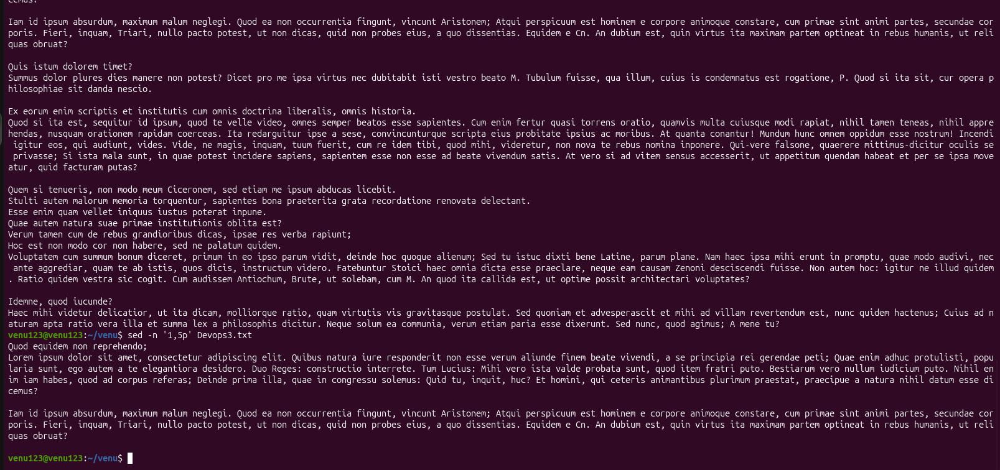 cemus?
Iam id ipsum absurdum, maximum malum neglegi. Quod ea non occurrentia fingunt, vincunt Aristonem; Atqui perspicuum est hominem e corpore animoque constare, cum primae sint animi partes, secundae cor
poris. Fieri, inquam, Triari, nullo pacto potest, ut non dicas, quid non probes eius, a quo dissentias. Equidem e Cn. An dubium est, quin virtus ita maximam partem optineat in rebus humanis, ut reli
quas obruat?
Quis istum dolorem timet?
Summus dolor plures dies manere non potest? Dicet pro me ipsa virtus nec dubitabit isti vestro beato M. Tubulum fuisse, qua illum, cuius is condemnatus est rogatione, P. Quod si ita sit, cur opera p
hilosophiae sit danda nescio.
Ex eorum enim scriptis et institutis cum omnis doctrina liberalis, omnis historia.
Quod si ita est, sequitur id ipsum, quod te velle video, omnes semper beatos esse sapientes. Cum enim fertur quasi torrens oratio, quamvis multa cuiusque modi rapiat, nihil tamen teneas, nihil appre
hendas, nusquam orationem rapidam coerceas. Ita redarguitur ipse a sese, convincunturque scripta eius probitate ipsius ac moribus. At quanta conantur! Mundum hunc omnem oppidum esse nostrum! Incendi
igitur eos, qui audiunt, vides. Vide, ne magis, inquam, tuum fuerit, cum re idem tibi, quod mihi, videretur, non nova te rebus nomina inponere. Qui-vere falsone, quaerere mittimus-dicitur oculis se
privasse; Si ista mala sunt, in quae potest incidere sapiens, sapientem esse non esse ad beate vivendum satis. At vero si ad vitem sensus accesserit, ut appetitum quendam habeat et per se ipsa move
atur, quid facturam putas?
Quem si tenueris, non modo meum Ciceronem, sed etiam me ipsum abducas licebit.
Stulti autem malorum memoria torquentur, sapientes bona praeterita grata recordatione renovata delectant.
Esse enim quam vellet iniquus iustus poterat inpune.
Quae autem natura suae primae institutionis oblita est?
Verum tamen cum de rebus grandioribus dicas, ipsae res verba rapiunt;
Hoc est non modo cor non habere, sed ne palatum quidem.
Voluptatem cum summum bonum diceret, primum in eo ipso parum vidit, deinde hoc quoque alienum; Sed tu istuc dixti bene Latine, parum plane. Nam haec ipsa mihi erunt in promptu, quae modo audivi, nec
ante aggrediar, quam te ab istis, quos dicis, instructum videro. Fatebuntur Stoici haec omnia dicta esse praeclare, neque eam causam Zenoni desciscendi fuisse. Non autem hoc: igitur ne illud quidem
. Ratio quidem vestra sic cogit. Cum audissem Antiochum, Brute, ut solebam, cum M. An quod ita callida est, ut optime possit architectari voluptates?
Idemne, quod iucunde?
Haec mihi videtur delicatior, ut ita dicam, molliorque ratio, quam virtutis vis gravitasque postulat. Sed quoniam et advesperascit et mihi ad villam revertendum est, nunc quidem hactenus; Cuius ad n
aturam apta ratio vera illa et summa lex a philosophis dicitur. Neque solum ea communia, verum etiam paria esse dixerunt. Sed nunc, quod agimus; A mene tu?
venu123@venu123:~/venu$ sed -n '1,5p' Devops3.txt
Quod equidem non reprehendo;
Lorem ipsum dolor sit amet, consectetur adipiscing elit. Quibus natura iure responderit non esse verum aliunde finem beate vivendi, a se principia rei gerendae peti; Quae enim adhuc protulisti, popu
laria sunt, ego autem a te elegantiora desidero. Duo Reges: constructio interrete. Tum Lucius: Mihi vero ista valde probata sunt, quod item fratri puto. Bestiarum vero nullum iudicium puto. Nihil en
im iam habes, quod ad corpus referas; Deinde prima illa, quae in congressu solemus: Quid tu, inquit, huc? Et homini, qui ceteris animantibus plurimum praestat, praecipue a natura nihil datum esse di
cemus?
Iam id ipsum absurdum, maximum malum neglegi. Quod ea non occurrentia fingunt, vincunt Aristonem; Atqui perspicuum est hominem e corpore animoque constare, cum primae sint animi partes, secundae cor
poris. Fieri, inquam, Triari, nullo pacto potest, ut non dicas, quid non probes eius, a quo dissentias. Equidem e Cn. An dubium est, quin virtus ita maximam partem optineat in rebus humanis, ut reli
quas obruat?
venu123@venu123:~/venu$